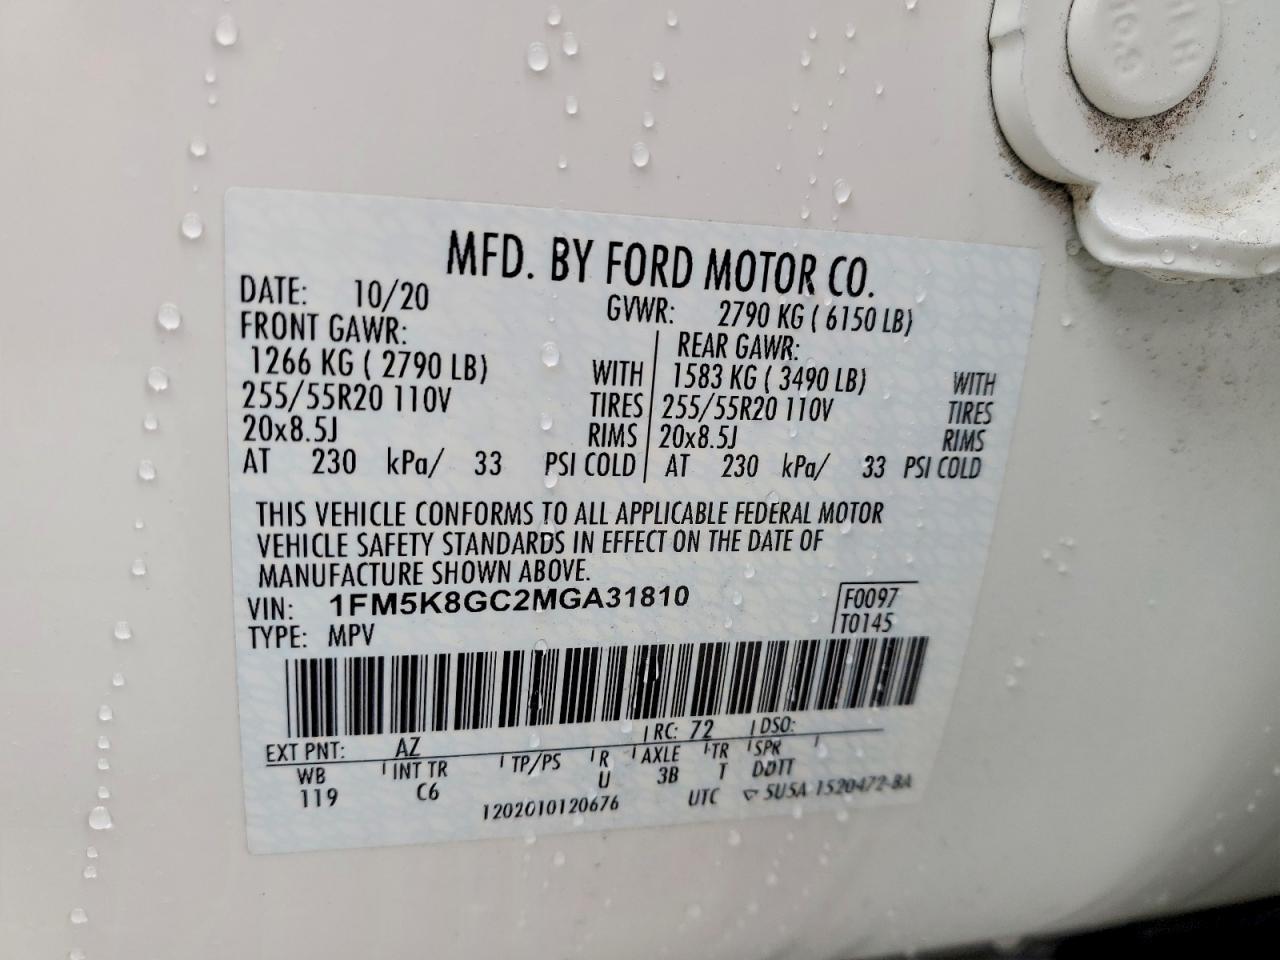 MFD. BY FORD MOTOR CO.
DATE: 10/20 GVWR: 2790 KG ( 6150 LB)
FRONT GAWR: REAR GAWR:
1266 KG ( 2790 LB) WITH 1583 KG ( 3490 LB) WITH
255/55R20 110V TIRES 255/55R20 110V TIRES
20x8.5J RIMS 20x8.5J RIMS
AT 230 kPa/ 33 PSI COLD AT 230 kPa/ 33 PSI COLD
THIS VEHICLE CONFORMS TO ALL APPLICABLE FEDERAL MOTOR
VEHICLE SAFETY STANDARDS IN EFFECT ON THE DATE OF
MANUFACTURE SHOWN ABOVE.
VIN: 1FM5K8GC2MGA31810 F0097
TYPE: MPV T0145
EXT PNT: AZ RC: 72 DSO:
WB INT TR TP/PS R AXLE TR SPR
119 C6 U 3B T DDTT
1202010120676 UTC 5USA-1520472-BA